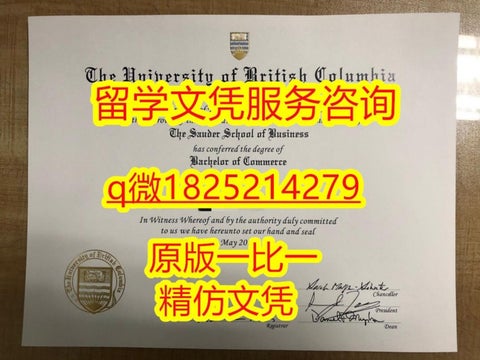 The University of British Columbia
留学文凭服务咨询
The Sauder School of Business
has conferred the degree of
Bachelor of Commerce
q微1825214279
In Witness Whereof and by the authority duly committed
to us we have hereunto set our hand and seal
May 20
原版一比一
精仿文凭
Chancellor
President
Registrar
Dean